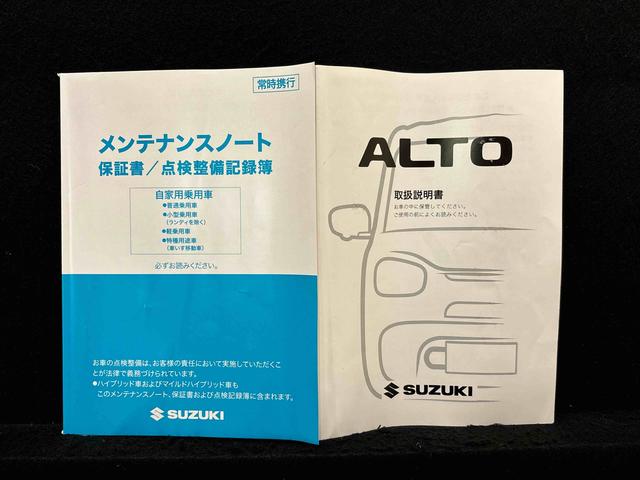 常時携行
メンテナンスノート
保証書/点検整備記録簿
自家用乗用車
●普通乗用車
●小型乗用車
(ランディを除く)
●軽乗用車
●特種用途車
(車いす移動車)
必ずお読みください。
お車の点検整備は、お客様の責任において実施していただくこ
とが法律で義務づけられています。
●ハイブリッド車およびマイルドハイブリッド車も
このメンテナンスノート、保証書および点検記録簿に含まれます。
SUZUKI
ALTO
取扱説明書
お車の中に保管してください。
ご使用の前によくお読みください。
SUZUKI